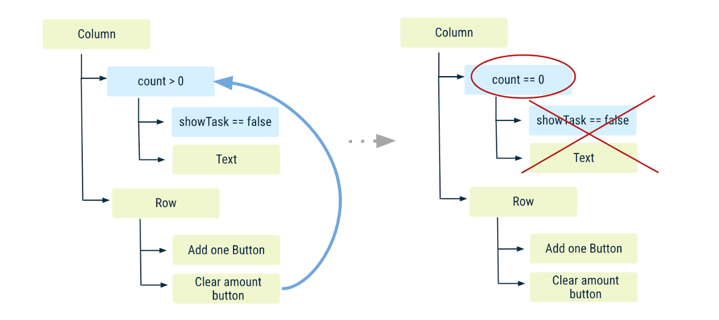 Column
count > 0
showTask == false
Text
Row
Add one Button
Clear amount
button
Column
count == 0
showTask == false
Text
Row
Add one Button
Clear amount
button